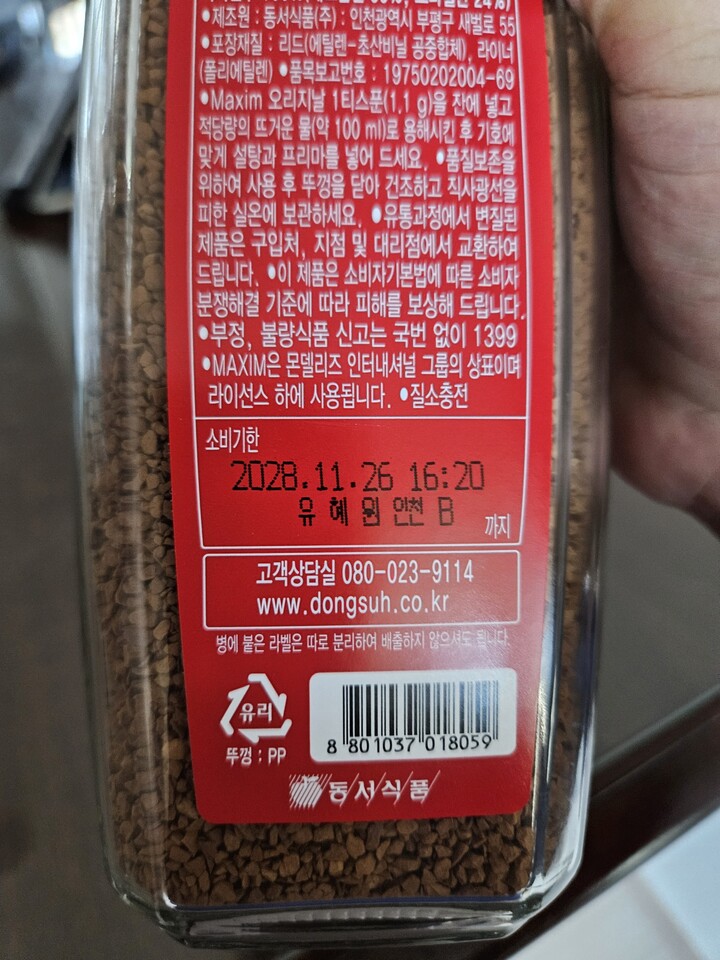 •제조원 : 동서식품(주) : 인천광역시 부평구 새벌로 55
•포장재질 : 리드(에틸렌-초산비닐 공중합체), 라이너
(폴리에틸렌) •품목보고번호 : 19750202004-69
•Maxim 오리지날 1티스푼(1.1 g)을 잔에 넣고
적당량의 뜨거운 물(약 100 ml)로 용해시킨 후 기호에
맞게 설탕과 프리마를 넣어 드세요. •품질보존을
위하여 사용 후 뚜껑을 닫아 건조하고 직사광선을
피한 실온에 보관하세요. •유통과정에서 변질된
제품은 구입처, 지점 및 대리점에서 교환하여
드립니다. •이 제품은 소비자기본법에 따른 소비자
분쟁해결 기준에 따라 피해를 보상해 드립니다.
•부정, 불량식품 신고는 국번 없이 1399
•MAXIM은 몬델리즈 인터내셔널 그룹의 상표이며
라이선스 하에 사용됩니다. •질소충전
소비기한
2028.11.26 16:20
유혜원 인천 B
까지
고객상담실 080-023-9114
www.dongsuh.co.kr
병에 붙은 라벨은 따로 분리하여 배출하지 않으셔도 됩니다.
유리
뚜껑 : PP
8 801037 018059
동서식품